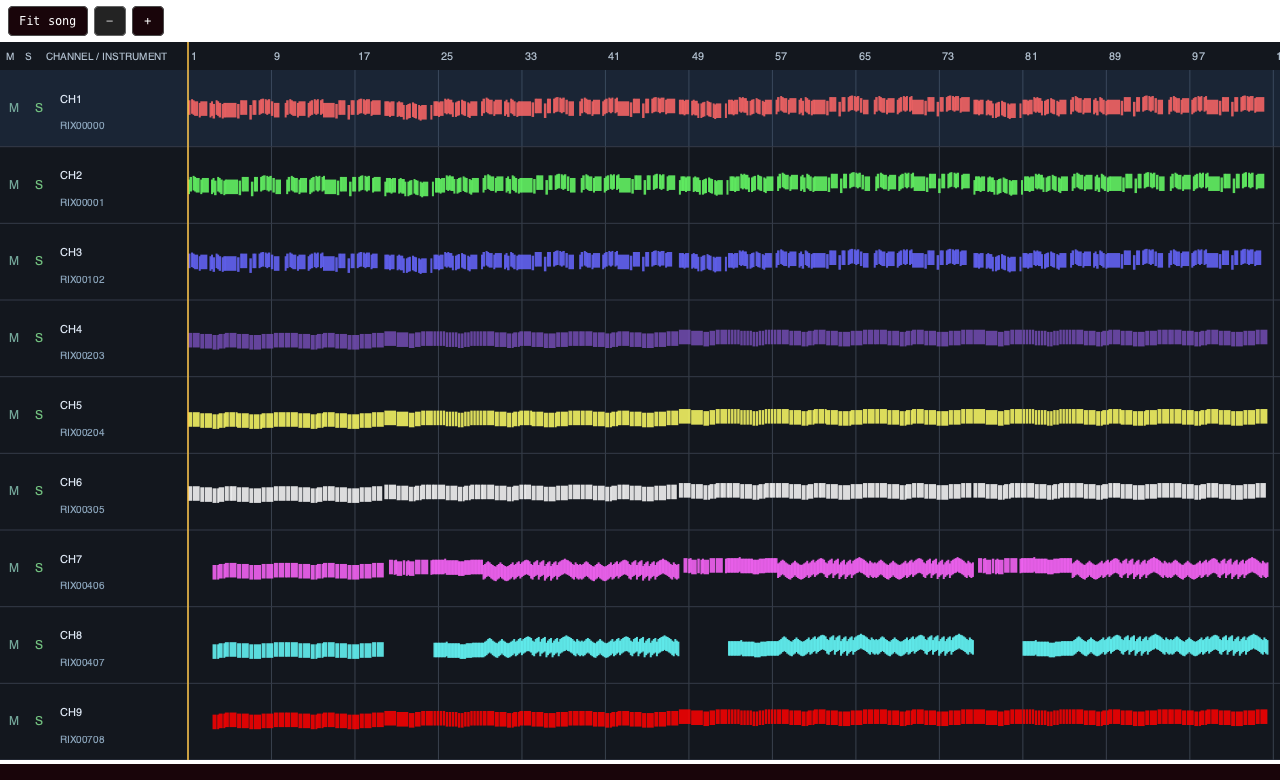 Fit song − +
M S CHANNEL / INSTRUMENT 1 9 17 25 33 41 49 57 65 73 81 89 97
M S CH1
RIX00000
M S CH2
RIX00001
M S CH3
RIX00102
M S CH4
RIX00203
M S CH5
RIX00204
M S CH6
RIX00305
M S CH7
RIX00406
M S CH8
RIX00407
M S CH9
RIX00708